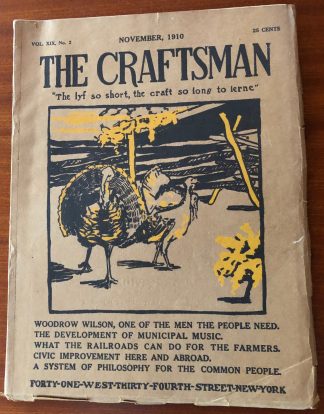 VOL. XIX, No. 2 NOVEMBER, 1910 25 CENTS
THE CRAFTSMAN
"The lyf so short, the craft so long to lerne"
WOODROW WILSON, ONE OF THE MEN THE PEOPLE NEED.
THE DEVELOPMENT OF MUNICIPAL MUSIC.
WHAT THE RAILROADS CAN DO FOR THE FARMERS.
CIVIC IMPROVEMENT HERE AND ABROAD.
A SYSTEM OF PHILOSOPHY FOR THE COMMON PEOPLE.
FORTY-ONE-WEST-THIRTY-FOURTH-STREET-NEW-YORK